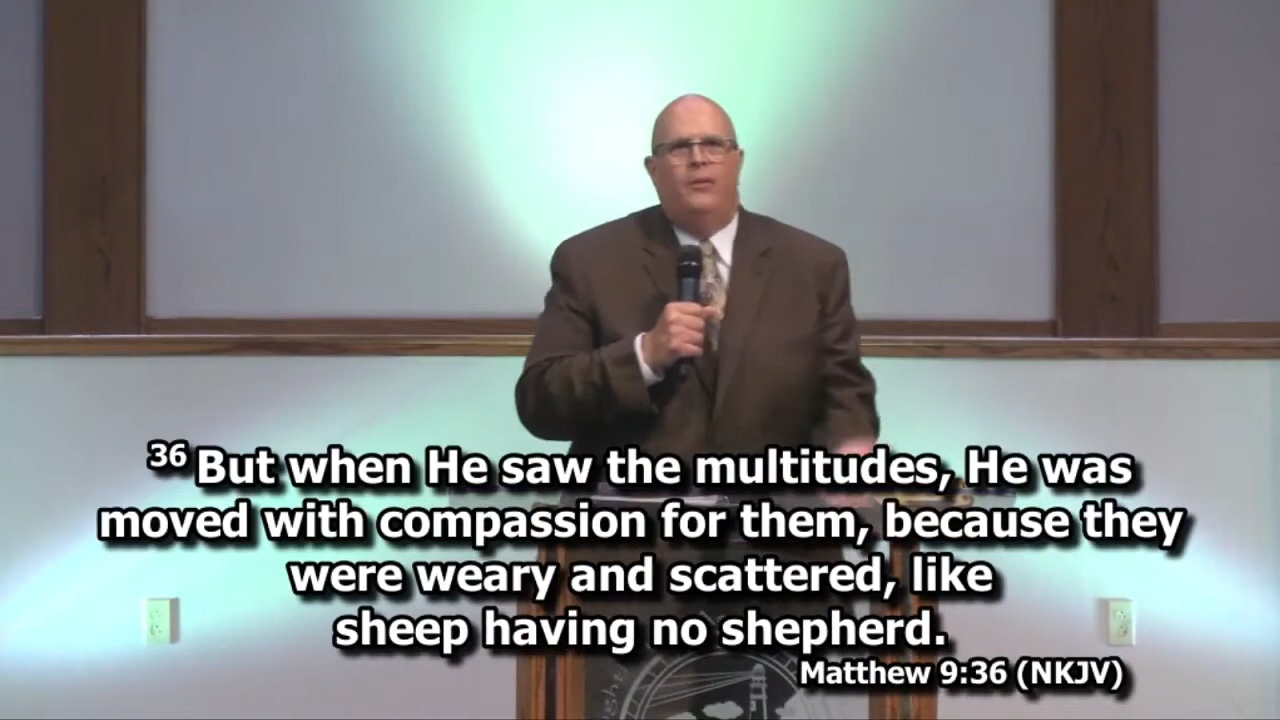 36 But when He saw the multitudes, He was
moved with compassion for them, because they
were weary and scattered, like
sheep having no shepherd.
Matthew 9:36 (NKJV)